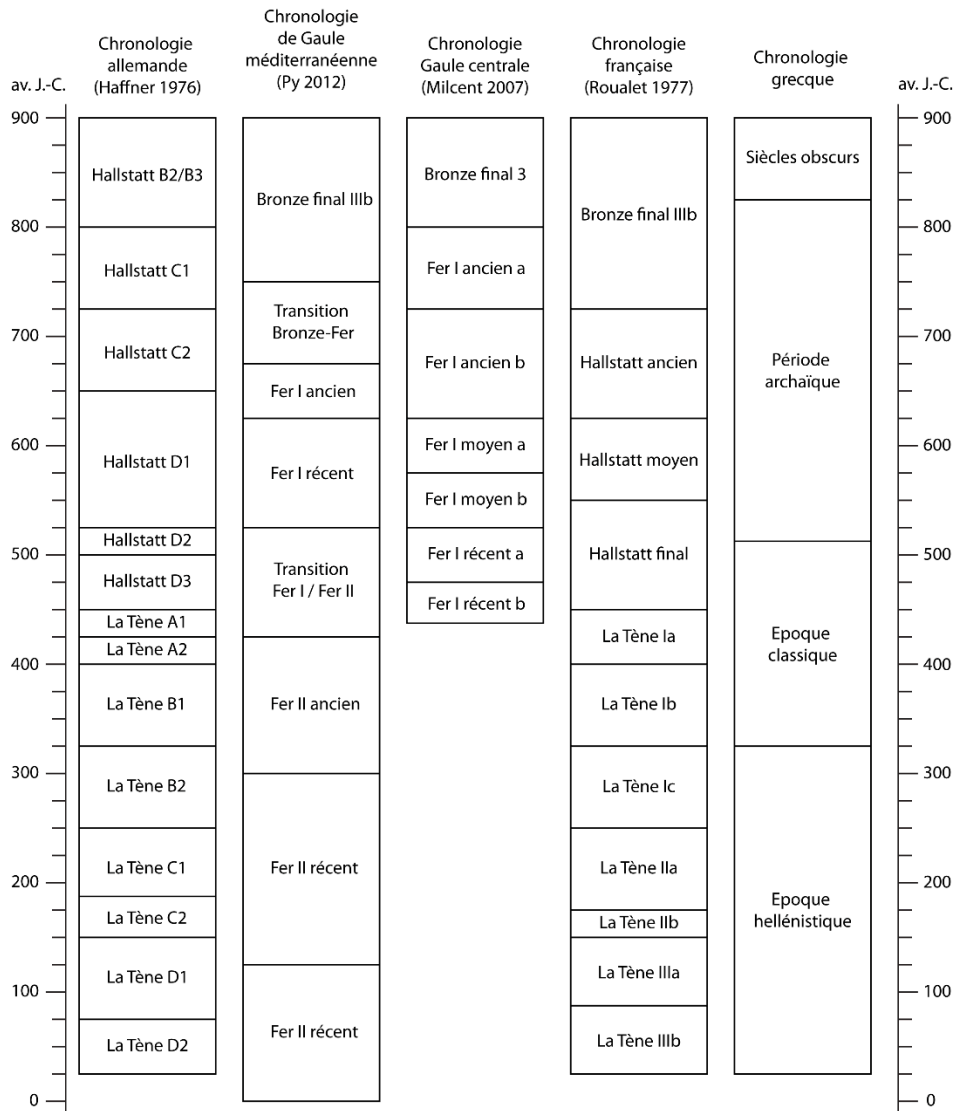 av. J.-C.
900
800
700
600
500
400
300
200
100
0
Chronologie
allemande
(Haffner 1976)
Hallstatt B2/B3
Hallstatt C1
Hallstatt C2
Hallstatt D1
Hallstatt D2
Hallstatt D3
La Tène A1
La Tène A2
La Tène B1
La Tène B2
La Tène C1
La Tène C2
La Tène D1
La Tène D2
Chronologie
de Gaule
méditerranéenne
(Py 2012)
Bronze final IIIb
Transition
Bronze-Fer
Fer I ancien
Fer I récent
Transition
Fer I / Fer II
Fer II ancien
Fer II récent
Fer II récent
Chronologie
Gaule centrale
(Milcent 2007)
Bronze final 3
Fer I ancien a
Fer I ancien b
Fer I moyen a
Fer I moyen b
Fer I récent a
Fer I récent b
Chronologie
française
(Roualet 1977)
Bronze final IIIb
Hallstatt ancien
Hallstatt moyen
Hallstatt final
La Tène Ia
La Tène Ib
La Tène Ic
La Tène IIa
La Tène IIb
La Tène IIIa
La Tène IIIb
Chronologie
grecque
Siècles obscurs
Période
archaïque
Epoque
classique
Epoque
hellénistique
av. J.-C.
900
800
700
600
500
400
300
200
100
0